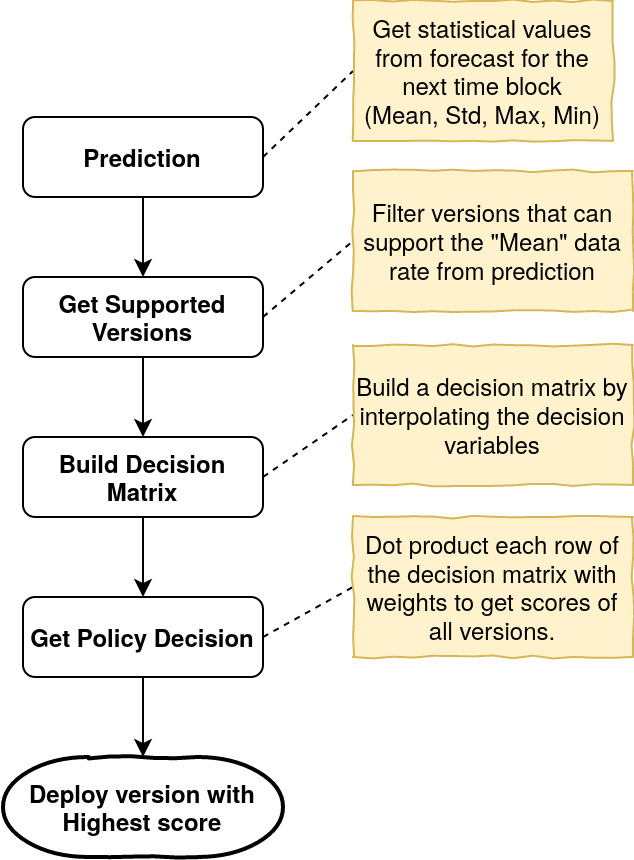 Get statistical values
from forecast for the
next time block
(Mean, Std, Max, Min)
Prediction
Filter versions that can
support the "Mean" data
rate from prediction
Get Supported
Versions
Build a decision matrix by
interpolating the decision
variables
Build Decision
Matrix
Dot product each row of
the decision matrix with
weights to get scores of
all versions.
Get Policy Decision
Deploy version with
Highest score